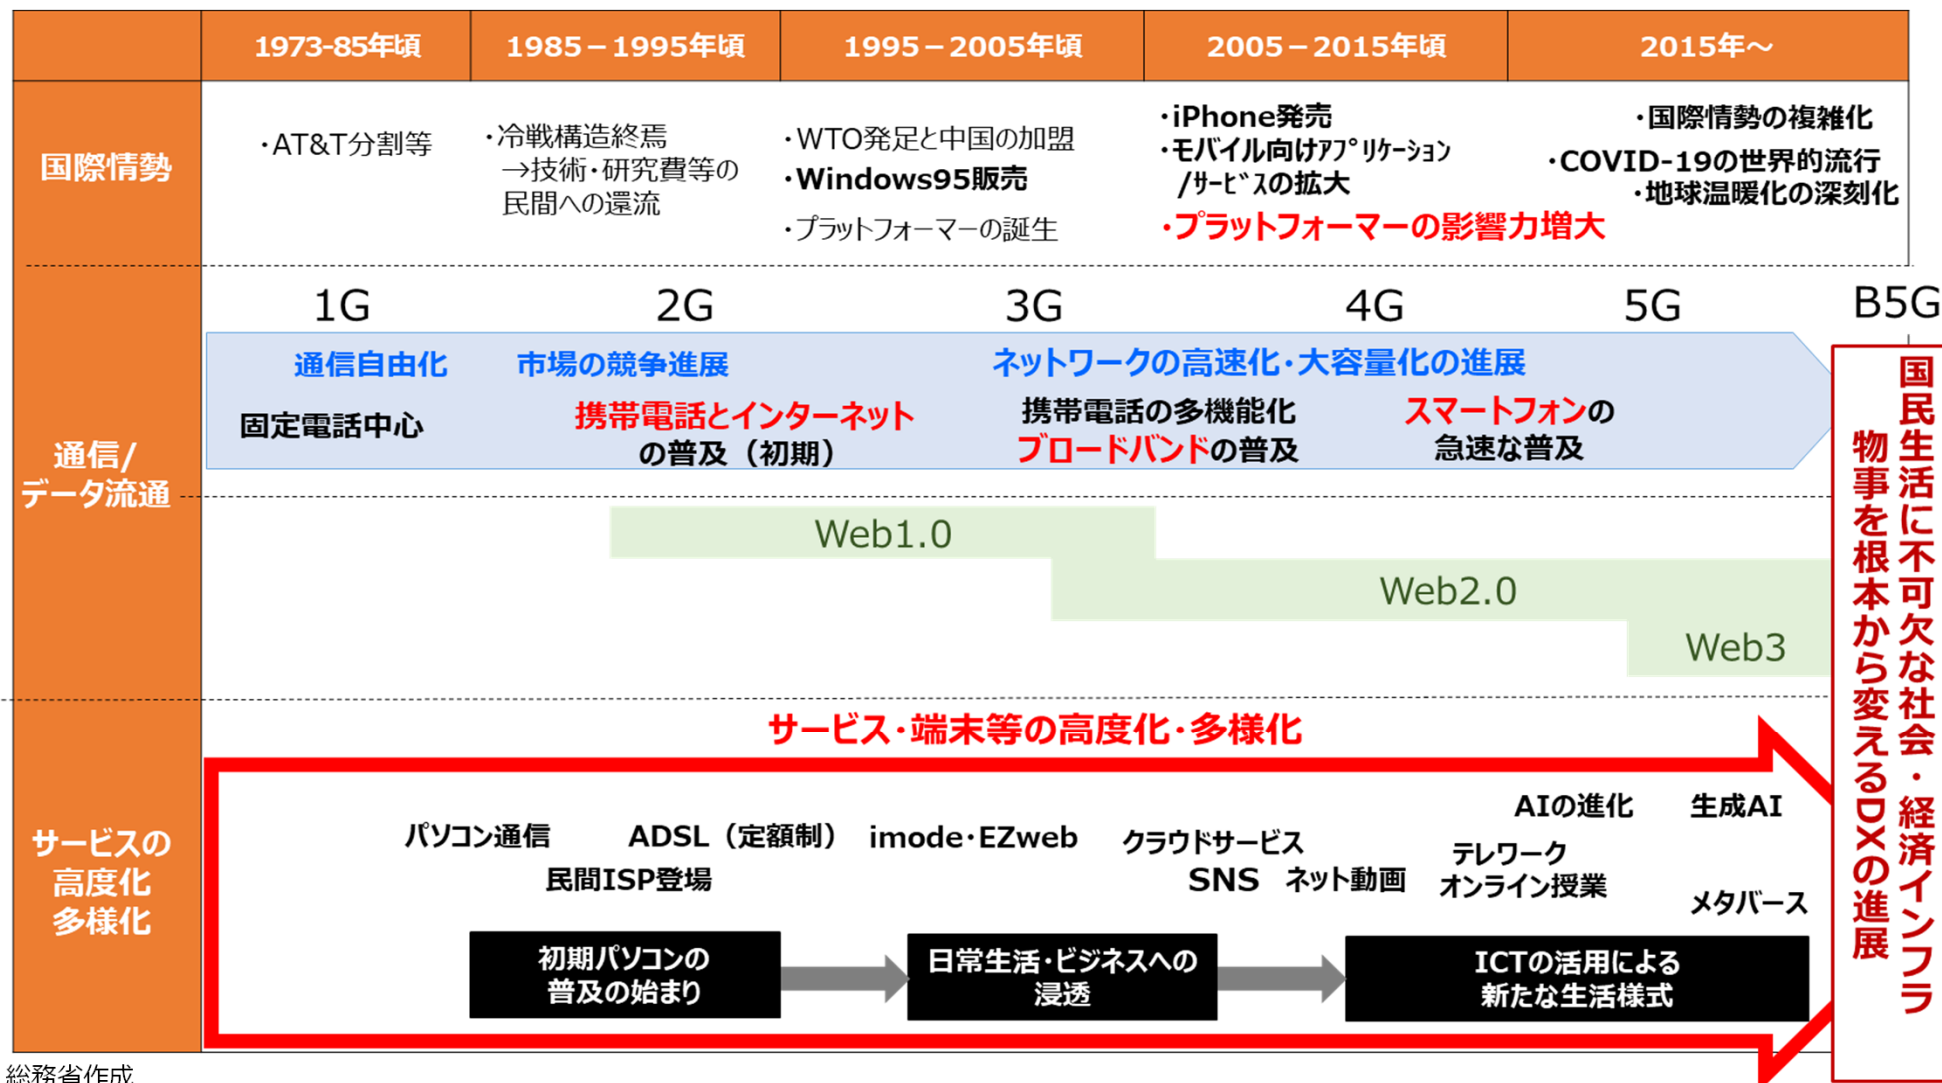 1973-85年頃
1985－1995年頃
1995－2005年頃
2005－2015年頃
2015年～
国際情勢
・AT&T分割等
・冷戦構造終焉
→技術・研究費等の
民間への還流
・WTO発足と中国の加盟
・Windows95販売
・プラットフォーマーの誕生
・iPhone発売
・モバイル向けｱﾌﾟﾘｹｰｼｮﾝ
/ｻｰﾋﾞｽの拡大
・プラットフォーマーの影響力増大
・国際情勢の複雑化
・COVID-19の世界的流行
・地球温暖化の深刻化
通信/
データ流通
1G
2G
3G
4G
5G
B5G
通信自由化
市場の競争進展
ネットワークの高速化・大容量化の進展
固定電話中心
携帯電話とインターネット
の普及（初期）
携帯電話の多機能化
ブロードバンドの普及
スマートフォンの
急速な普及
Web1.0
Web2.0
Web3
サービスの
高度化
多様化
サービス・端末等の高度化・多様化
パソコン通信
ADSL（定額制）
民間ISP登場
imode・EZweb
クラウドサービス
SNS
ネット動画
AIの進化
生成AI
テレワーク
オンライン授業
メタバース
初期パソコンの
普及の始まり
日常生活・ビジネスへの
浸透
ICTの活用による
新たな生活様式
国民生活に不可欠な社会・経済インフラ
物事を根本から変えるDXの進展
総務省作成